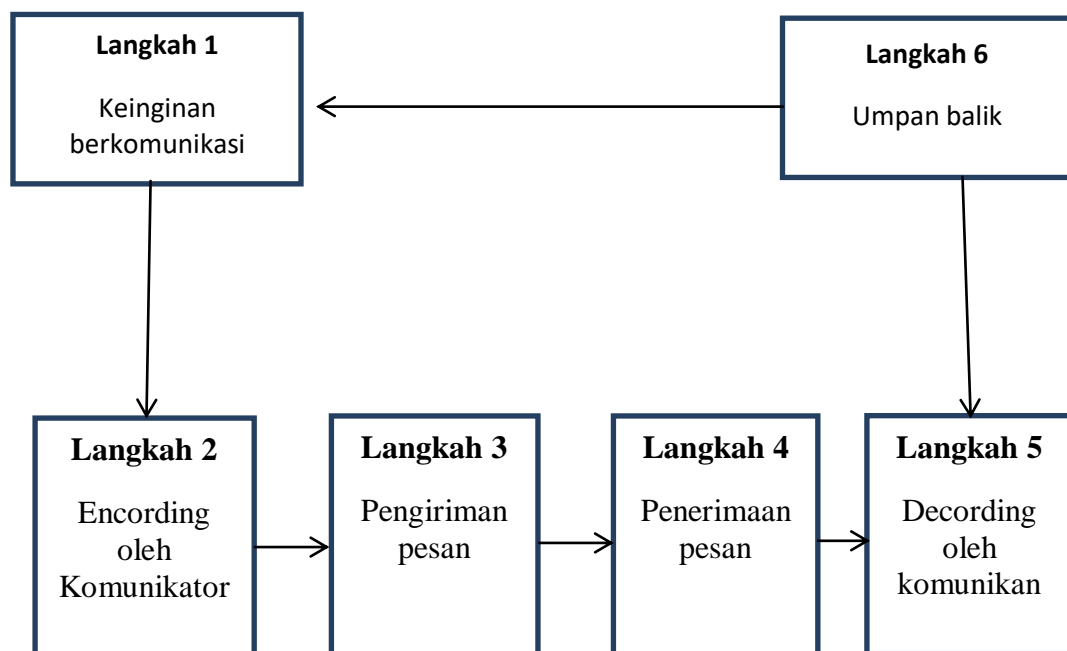 Langkah 1
Keinginan
berkomunikasi
Langkah 6
Umpan balik
Langkah 2
Encording
oleh
Komunikator
Langkah 3
Pengiriman
pesan
Langkah 4
Penerimaan
pesan
Langkah 5
Decording
oleh
komunikan